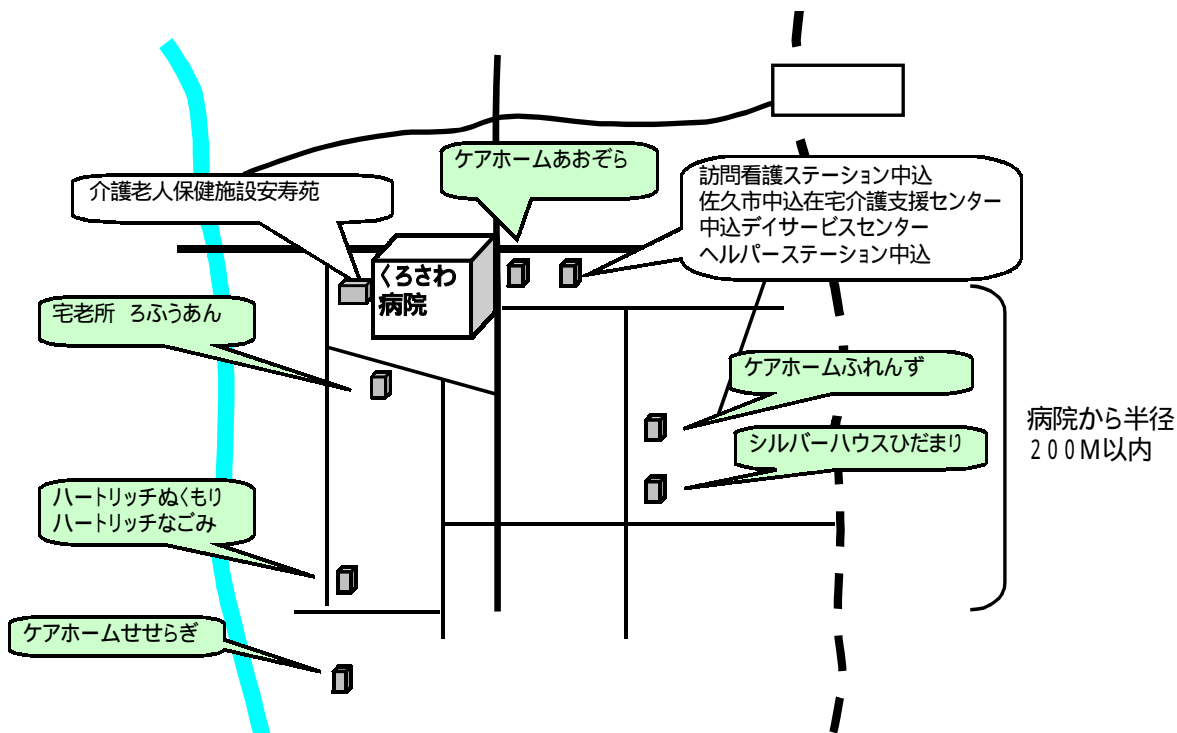 ケアホームあおぞら
訪問看護ステーション中込
佐久市中込在宅介護支援センター
中込デイサービスセンター
ヘルパーステーション中込
介護老人保健施設安寿苑
くろさわ
病院
宅老所 ろふうあん
ケアホームふれんず
病院から半径
200M以内
シルバーハウスひだまり
ハートリッチぬくもり
ハートリッチなごみ
ケアホームせせらぎ